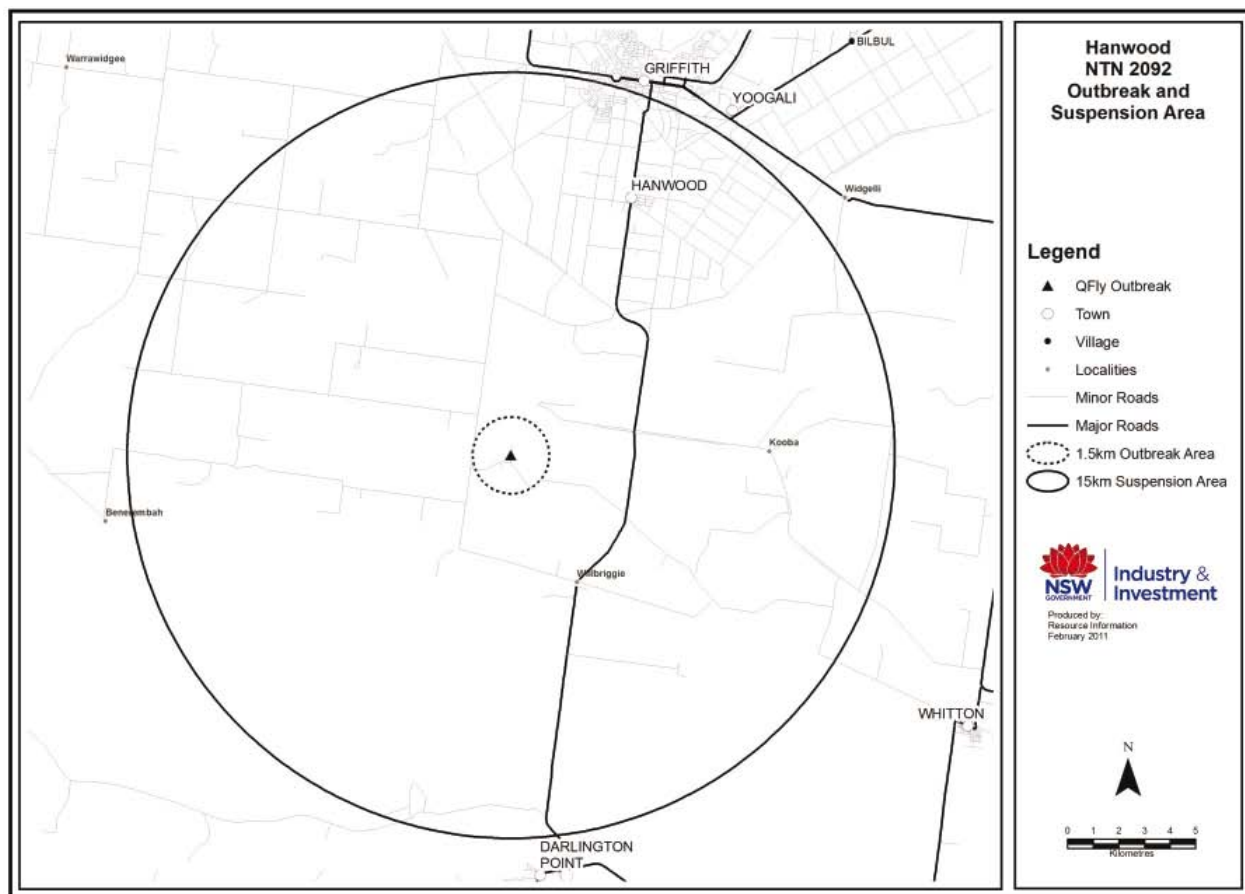 Warrawidgee
BILBUL
GRIFFITH
YOOGALI
HANWOOD
Widgelli
Kooba
Benerembah
Willbriggie
WHITTON
DARLINGTON
POINT
Hanwood
NTN 2092
Outbreak and
Suspension Area
Legend
QFly Outbreak
Town
Village
Localities
Minor Roads
Major Roads
1.5km Outbreak Area
15km Suspension Area
NSW
GOVERNMENT
Industry &
Investment
Produced by:
Resource Information
February 2011
N
0 1 2 3 4 5
Kilometres